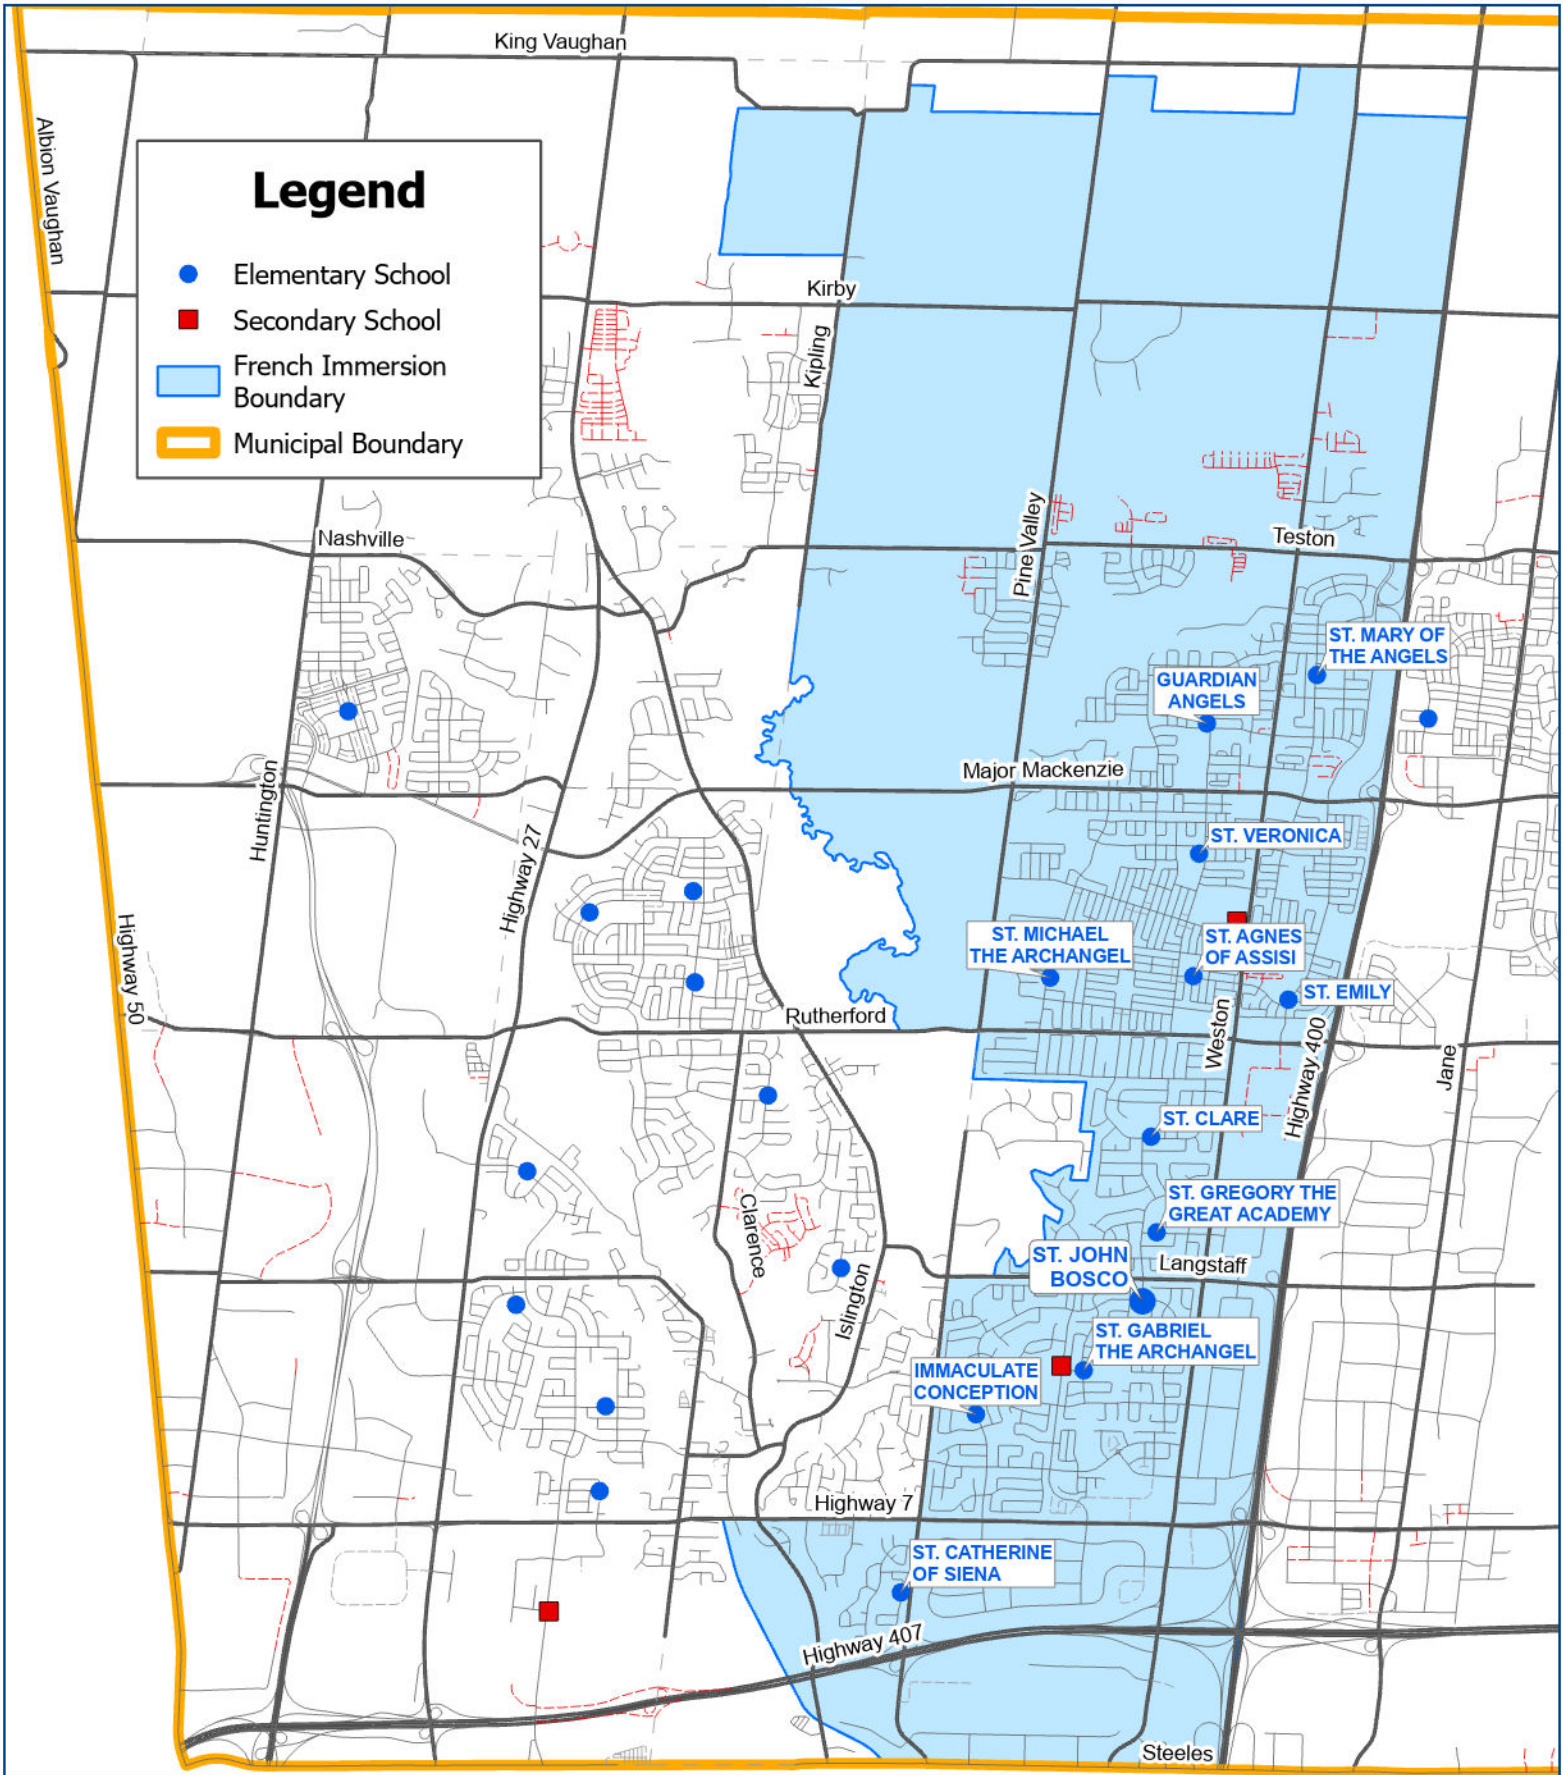 King Vaughan
Albion Vaughan
Legend
Elementary School
Secondary School
French Immersion
Boundary
Municipal Boundary
Kirby
Kipling
Nashville
Pine Valley
Teston
ST. MARY OF
THE ANGELS
GUARDIAN
ANGELS
Major Mackenzie
Huntington
Highway 27
ST. VERONICA
Highway 50
ST. MICHAEL
THE ARCHANGEL
ST. AGNES
OF ASSISI
ST. EMILY
Rutherford
Weston
Highway 400
Jane
ST. CLARE
Clarence
ST. GREGORY THE
GREAT ACADEMY
ST. JOHN
BOSCO
Langstaff
Islington
ST. GABRIEL
THE ARCHANGEL
IMMACULATE
CONCEPTION
Highway 7
ST. CATHERINE
OF SIENA
Highway 407
Steeles